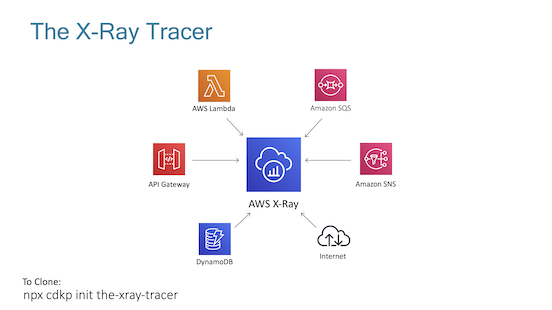 The X-Ray Tracer
AWS Lambda
Amazon SQS
API Gateway
Amazon SNS
AWS X-Ray
DynamoDB
Internet
To Clone:
npx cdkp init the-xray-tracer